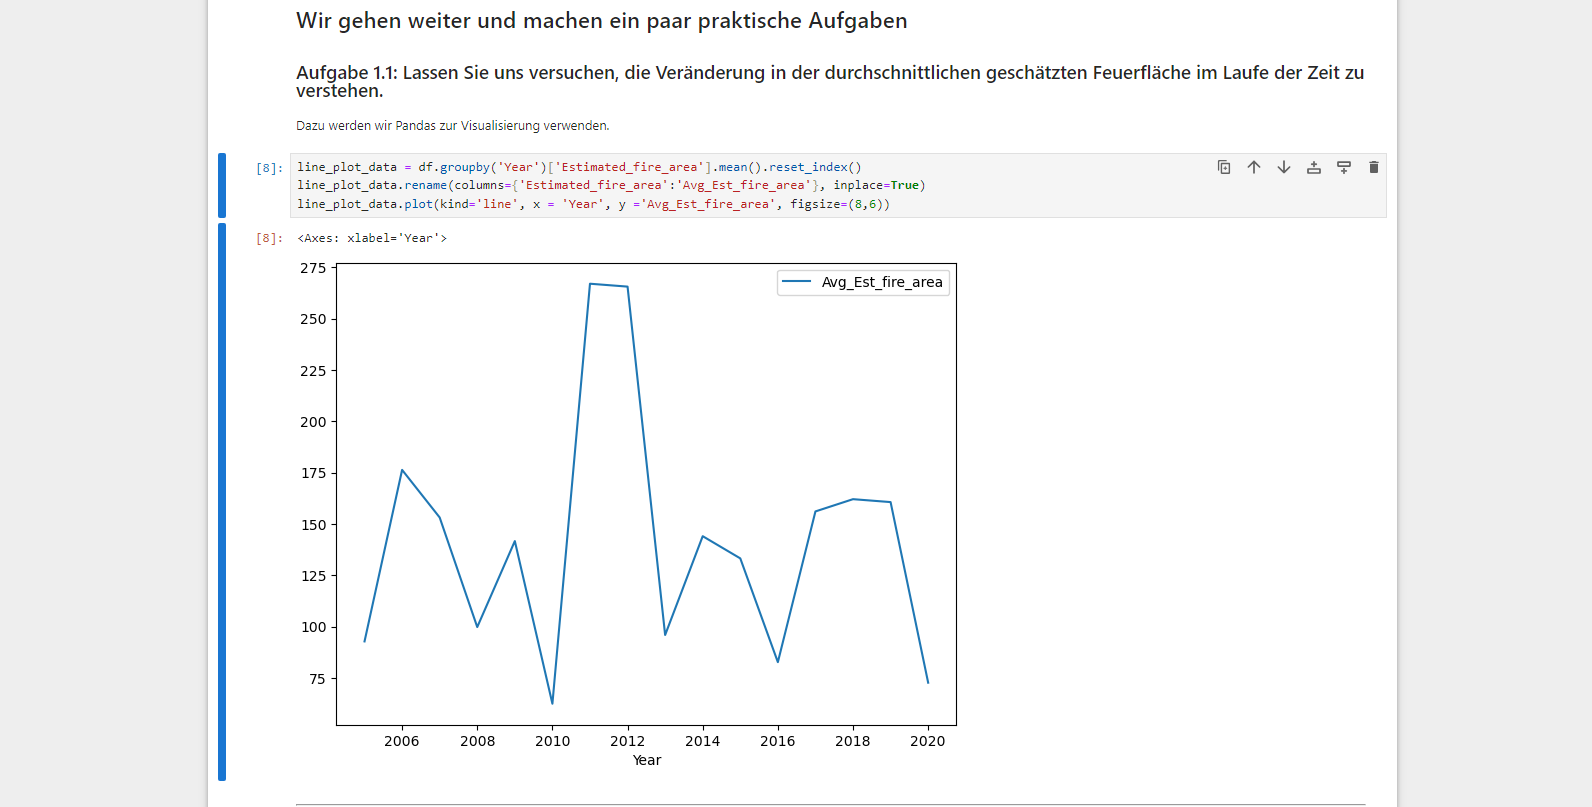 Wir gehen weiter und machen ein paar praktische Aufgaben
Aufgabe 1.1: Lassen Sie uns versuchen, die Veränderung in der durchschnittlichen geschätzten Feuerfläche im Laufe der Zeit zu
verstehen.
Dazu werden wir Pandas zur Visualisierung verwenden.
[8]: line_plot_data = df.groupby('Year')['Estimated_fire_area'].mean().reset_index()
line_plot_data.rename(columns={'Estimated_fire_area':'Avg_Est_fire_area'}, inplace=True)
line_plot_data.plot(kind='line', x = 'Year', y ='Avg_Est_fire_area', figsize=(8,6))
[8]: <Axes: xlabel='Year'>
Avg_Est_fire_area
275
250
225
200
175
150
125
100
75
2006 2008 2010 2012 2014 2016 2018 2020
Year